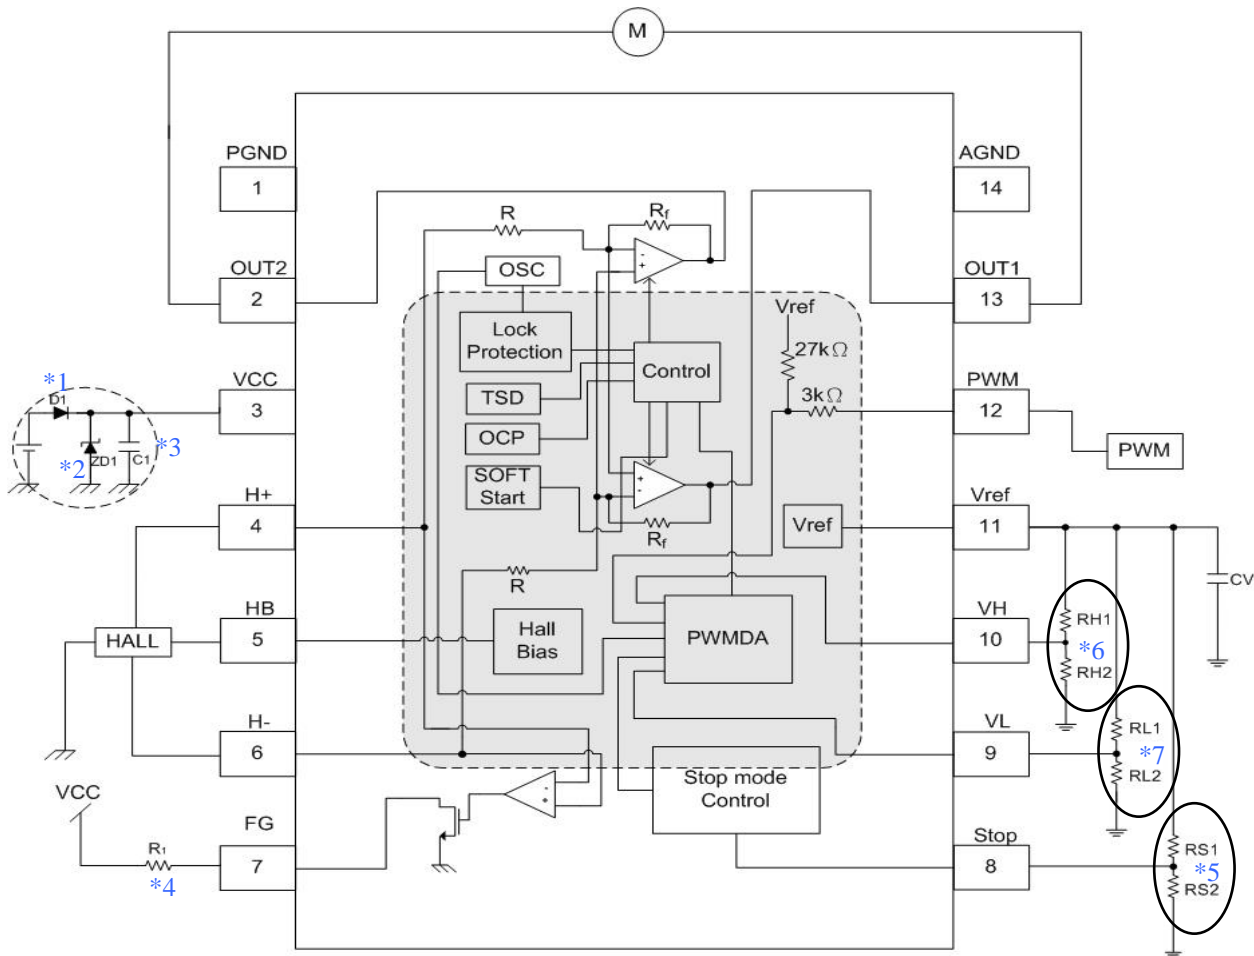 M
PGND
1
AGND
14
R
Rf
OUT2
2
OSC
OUT1
13
Vref
Lock
Protection
27kΩ
Control
*1
D1
VCC
3
TSD
3kΩ
PWM
12
*2
ZD1
C1
*3
OCP
PWM
SOFT
Start
H+
4
Vref
11
Vref
Rf
R
CV
HB
5
HALL
Hall
Bias
PWMDA
VH
10
RH1
*6
RH2
H-
6
VL
9
RL1
*7
RL2
Stop mode
Control
VCC
FG
7
R1
*4
Stop
8
RS1
*5
RS2